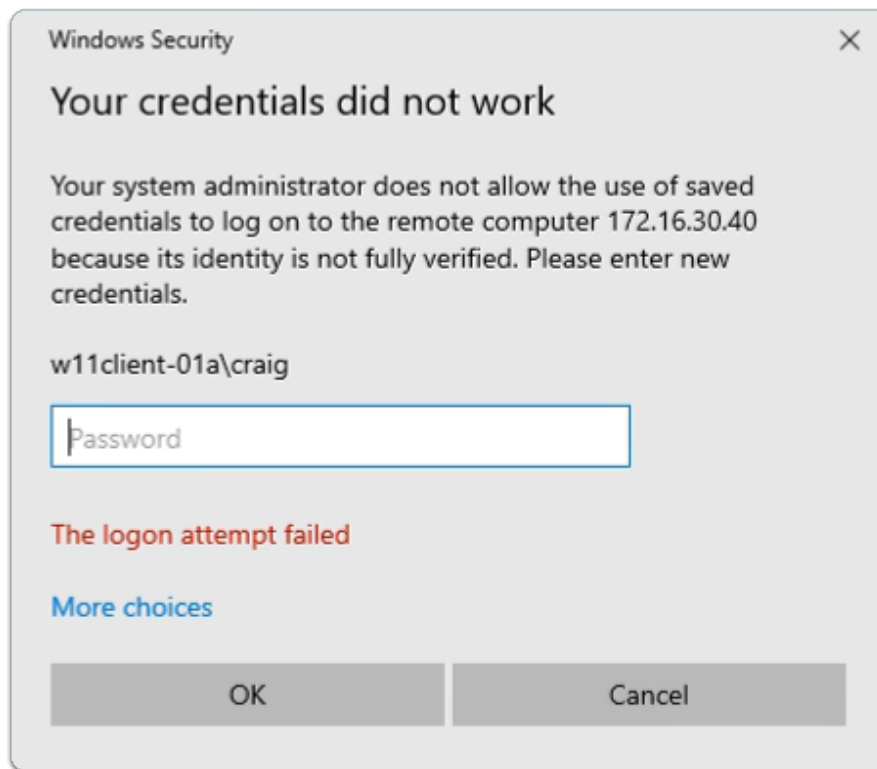 Windows Security
Your credentials did not work
Your system administrator does not allow the use of saved
credentials to log on to the remote computer 172.16.30.40
because its identity is not fully verified. Please enter new
credentials.
w11client-01a\craig
Password
The logon attempt failed
More choices
OK
Cancel